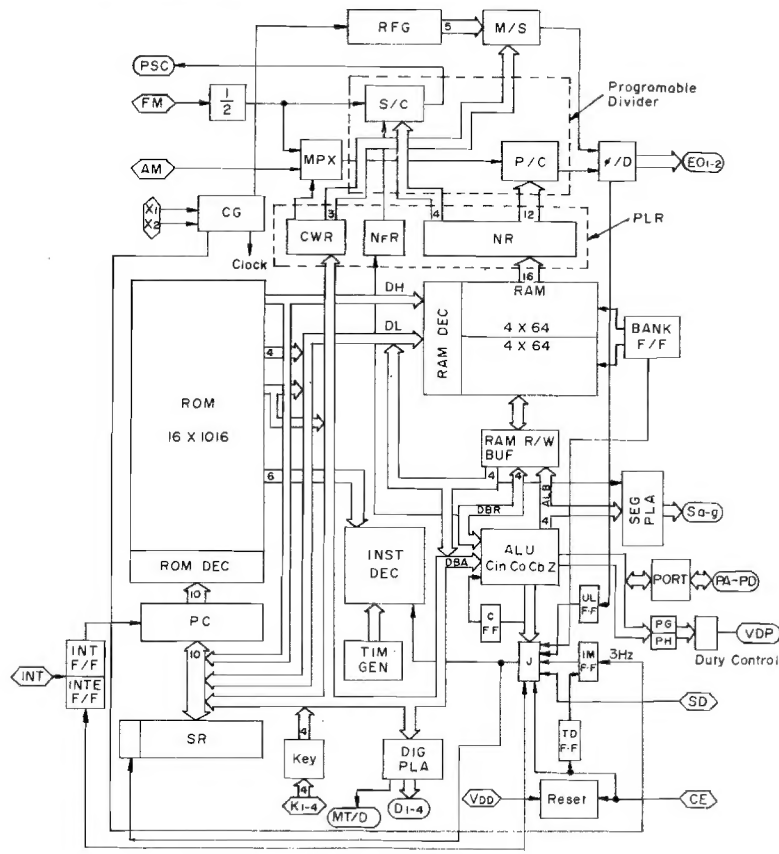 RFG
5
M/S
PSC
Programable
Divider
FM
1/2
S/C
MPX
P/C
ø/D
EO1-2
AM
X1
X2
CG
3
4
12
PLR
CWR
NFR
NR
Clock
16
DH
RAM
DL
RAM DEC
4 X 64
4 X 64
BANK
F/F
4
ROM
16 X 1016
RAM R/W
BUF
6
4
4
DBR
ALB
4
SEG
PLA
Sa-g
INST
DEC
DBA
ALU
Cin Co Cb Z
ROM DEC
10
PORT
PA-PD
UL
F·F
PC
C
FF
PG
PH
VDP
Duty Control
INT
F/F
INT
INTE
F/F
10
TIM
GEN
J
IM
F·F
3Hz
SD
SR
4
Key
4
K1-4
DIG
PLA
TD
F·F
MT/D
D1-4
VDD
Reset
CE